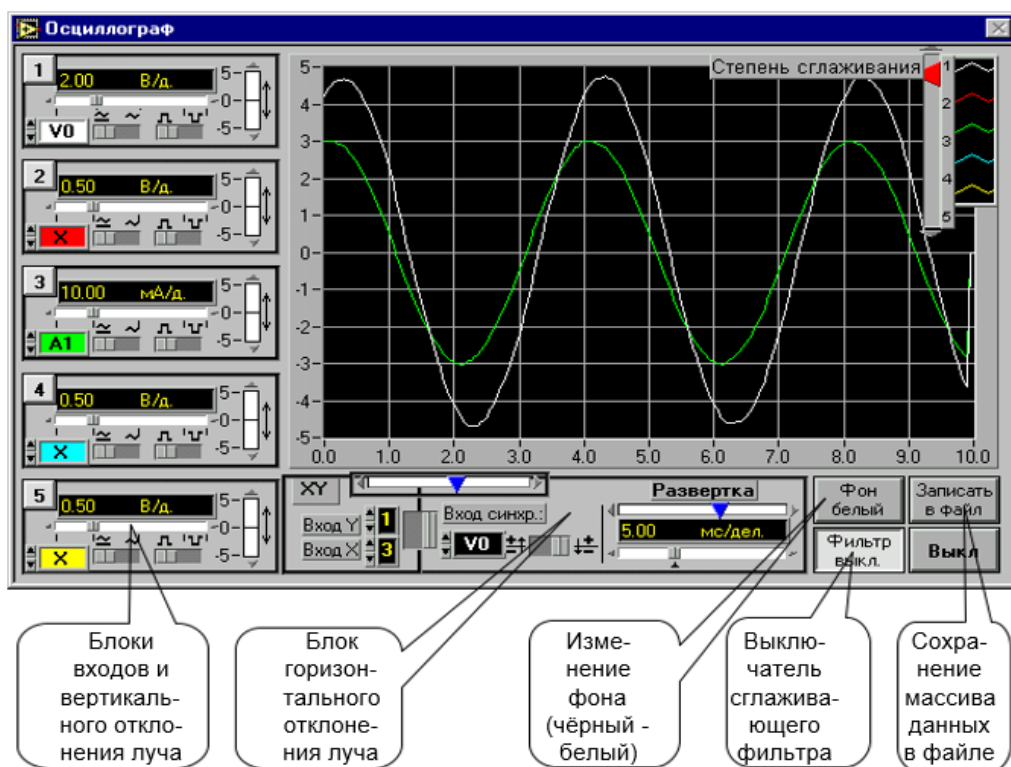 Осциллограф
1
2.00 В/д.
5
0
-5
V0
2
0.50 В/д.
5
0
-5
X
3
10.00 мА/д.
5
0
-5
A1
4
0.50 В/д.
5
0
-5
X
5
0.50 В/д.
5
0
-5
X
Степень сглаживания
1
2
3
4
5
5
4
3
2
1
0
-1
-2
-3
-4
-5
0.0 1.0 2.0 3.0 4.0 5.0 6.0 7.0 8.0 9.0 10.0
XY
Вход Y 1
Вход X 3
Вход синхр.:
V0
Развертка
5.00 мс/дел.
Фон
белый
Записать
в файл
Фильтр
выкл.
Выкл
Блоки
входов и
вертикаль-
ного откло-
нения луча
Блок
горизон-
тального
отклоне-
ния луча
Изме-
нение
фона
(чёрный -
белый)
Выклю-
чатель
сглажива-
ющего
фильтра
Сохра-
нение
массива
данных
в файле